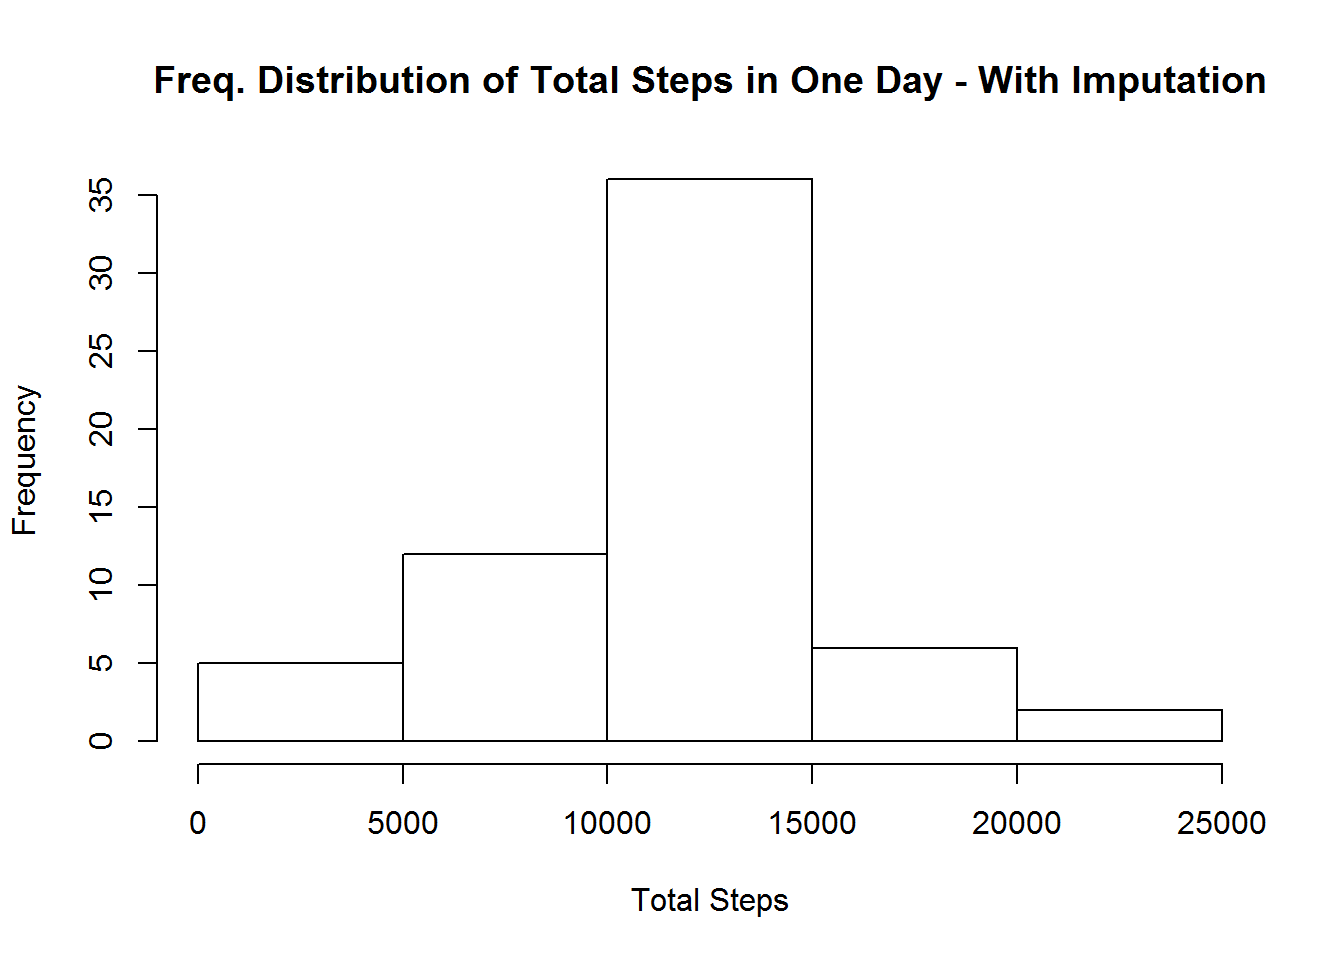 Freq. Distribution of Total Steps in One Day - With Imputation
Frequency
35
30
25
20
15
10
5
0
0 5000 10000 15000 20000 25000
Total Steps